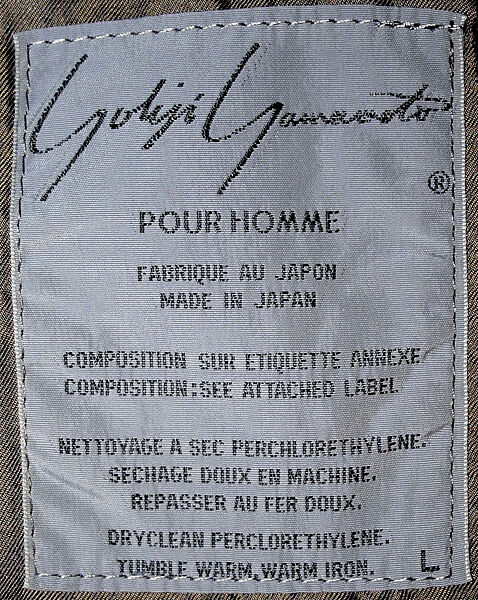 Yohji Yamamoto
®
POUR HOMME
FABRIQUE AU JAPON
MADE IN JAPAN
COMPOSITION SUR ETIQUETTE ANNEXE
COMPOSITION:SEE ATTACHED LABEL
NETTOYAGE A SEC PERCHLORETHYLENE.
SECHAGE DOUX EN MACHINE.
REPASSER AU FER DOUX.
DRYCLEAN PERCLORETHYLENE.
TUMBLE WARM,WARM IRON.
L